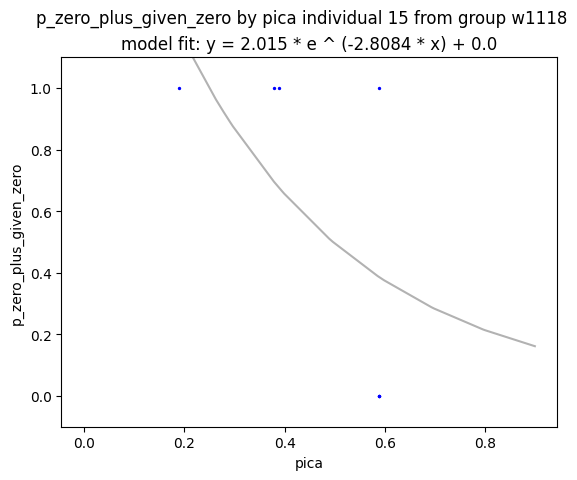 p_zero_plus_given_zero by pica individual 15 from group w1118
model fit: y = 2.015 * e ^ (-2.8084 * x) + 0.0
p_zero_plus_given_zero
1.0
0.8
0.6
0.4
0.2
0.0
0.0 0.2 0.4 0.6 0.8
pica